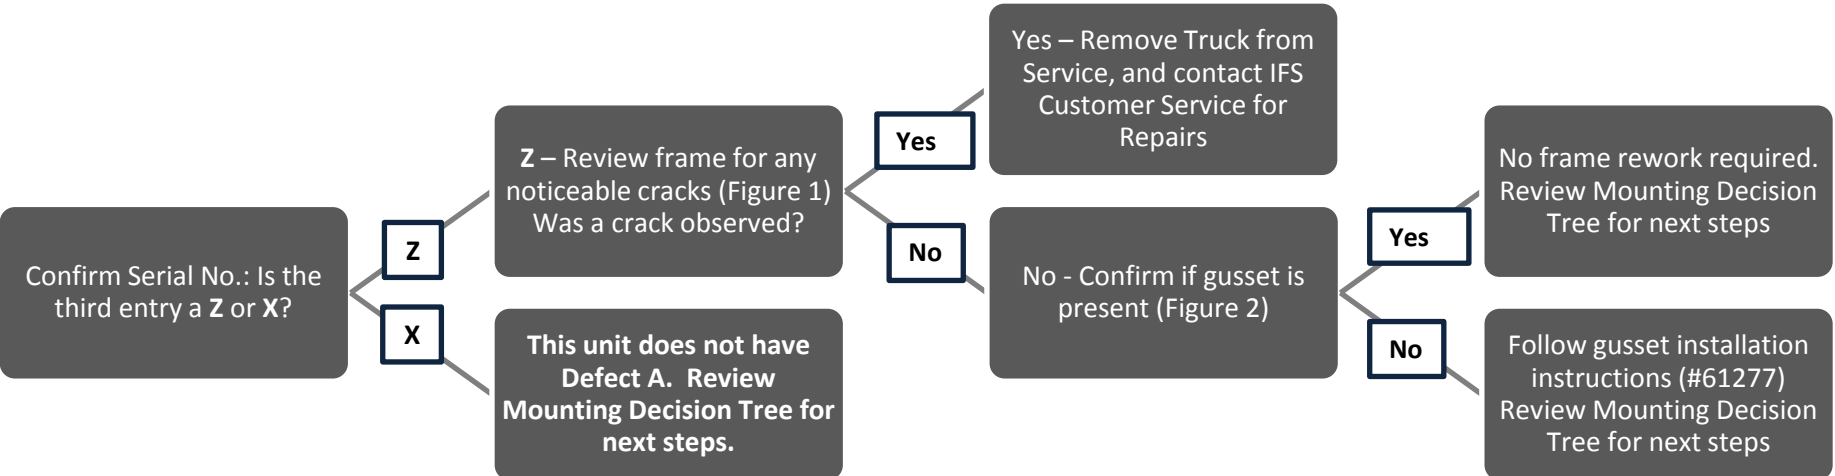 Confirm Serial No.: Is the
third entry a Z or X?
Z
X
Z – Review frame for any
noticeable cracks (Figure 1)
Was a crack observed?
This unit does not have
Defect A.  Review
Mounting Decision Tree for
next steps.
Yes
No
Yes – Remove Truck from
Service, and contact IFS
Customer Service for
Repairs
No - Confirm if gusset is
present (Figure 2)
Yes
No
No frame rework required.
Review Mounting Decision
Tree for next steps
Follow gusset installation
instructions (#61277)
Review Mounting Decision
Tree for next steps